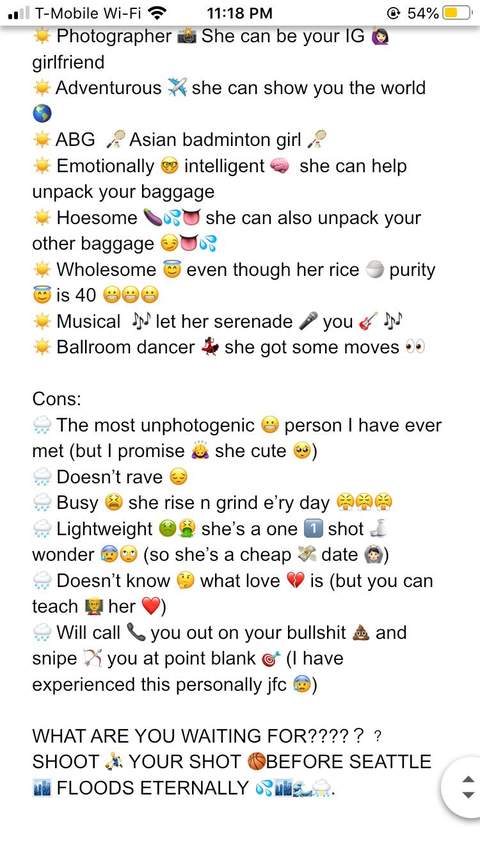 T-Mobile Wi-Fi 11:18 PM 54%
☀️ Photographer 📸 She can be your IG 🙋🏻‍♀️
girlfriend
☀️ Adventurous ✈️ she can show you the world
🌎
☀️ ABG 🏸 Asian badminton girl 🏸
☀️ Emotionally 🤓 intelligent 🧠 she can help
unpack your baggage
☀️ Hoesome 🍆💦👅 she can also unpack your
other baggage 😏👅💦
☀️ Wholesome 😇 even though her rice 🍚 purity
😇 is 40 😬😬😬
☀️ Musical 🎶 let her serenade 🎤 you 🎸 🎶
☀️ Ballroom dancer 💃🏻 she got some moves 👀
Cons:
🌧 The most unphotogenic 😬 person I have ever
met (but I promise 🙇‍♀️ she cute 🥺)
🌧 Doesn’t rave 😔
🌧 Busy 😫 she rise n grind e’ry day 😤😤😤
🌧 Lightweight 🤢🤮 she’s a one 1️⃣ shot 🍶
wonder 😰🙄 (so she’s a cheap 💸 date 🙆🏻)
🌧 Doesn’t know 🤔 what love 💔 is (but you can
teach 👨‍🏫 her ❤️)
🌧 Will call 📞 you out on your bullshit 💩 and
snipe 🏹 you at point blank 🎯 (I have
experienced this personally jfc 😰)
WHAT ARE YOU WAITING FOR????？﹖
SHOOT ⛹️ YOUR SHOT 🏀BEFORE SEATTLE
🏙 FLOODS ETERNALLY 💦🏙🌊🌧.